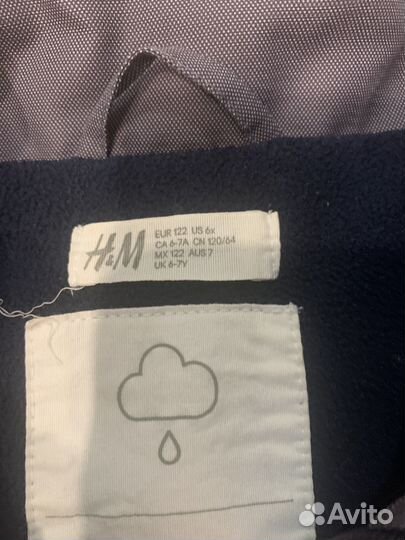 H&M
EUR 122 US 6x
CA 6-7A CN 120/64
MX 122 AUS 7
UK 6-7Y
Avito